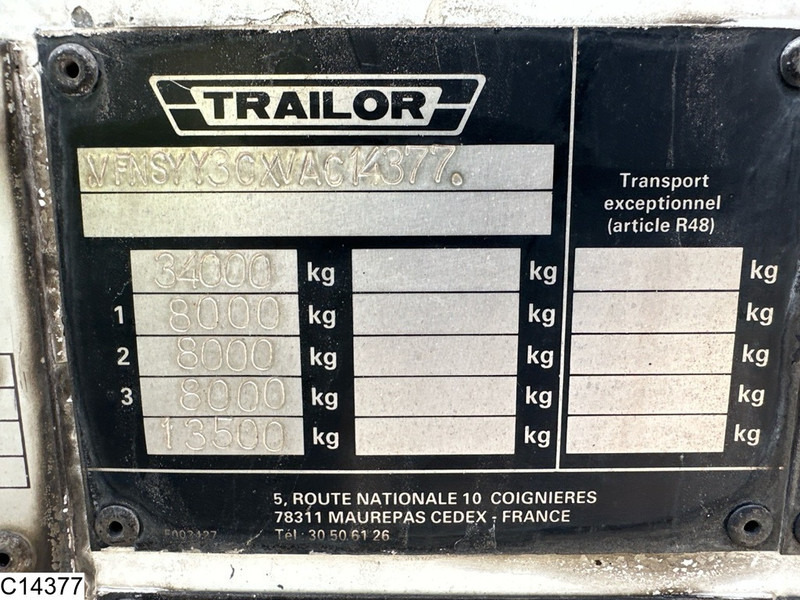 TRAILOR
VFNSYY3CXVAC14377.
Transport
exceptionnel
(article R48)
34000 kg kg kg
1 8000 kg kg kg
2 8000 kg kg kg
3 8000 kg kg kg
13500 kg kg kg
5, ROUTE NATIONALE 10 COIGNIERES
78311 MAUREPAS CEDEX - FRANCE
Tél : 30 50 61 26
C14377